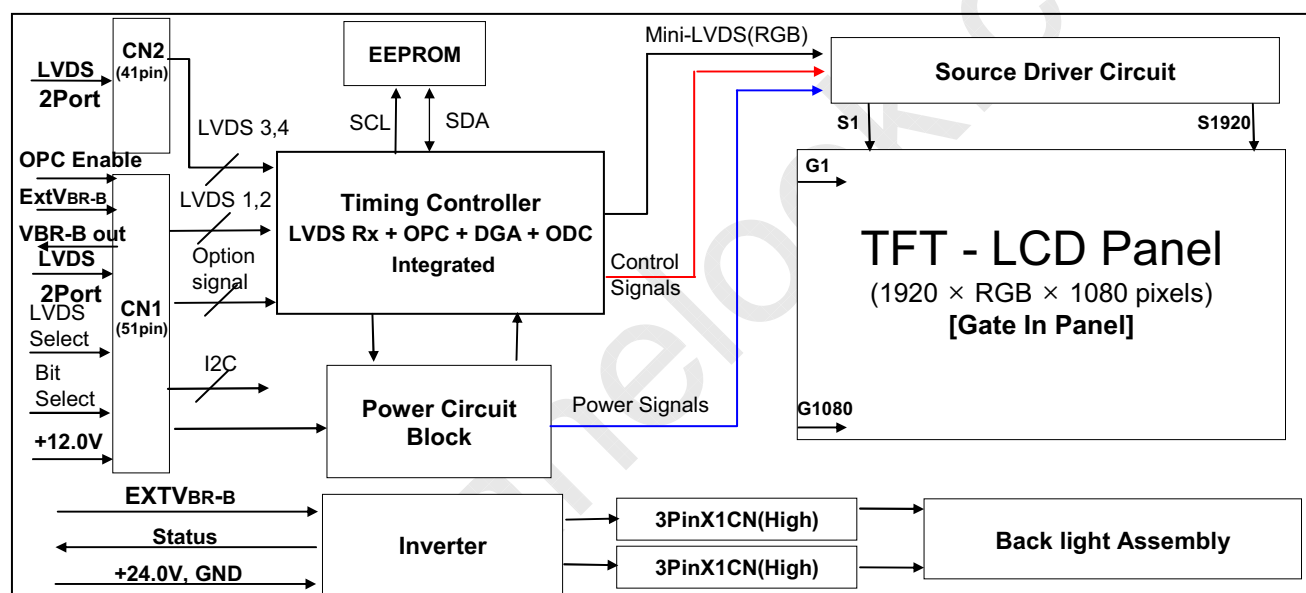 CN2
(41pin)
LVDS
2Port
EEPROM
Mini-LVDS(RGB)
Source Driver Circuit
SCL
SDA
LVDS 3,4
S1
S1920
OPC Enable
ExtVBR-B
VBR-B out
LVDS
2Port
LVDS
Select
Bit
Select
+12.0V
CN1
(51pin)
LVDS 1,2
Option
signal
I2C
Timing Controller
LVDS Rx + OPC + DGA + ODC
Integrated
Control
Signals
G1
TFT - LCD Panel
(1920 × RGB × 1080 pixels)
[Gate In Panel]
G1080
Power Circuit
Block
Power Signals
EXTVBR-B
Status
+24.0V, GND
Inverter
3PinX1CN(High)
3PinX1CN(High)
Back light Assembly